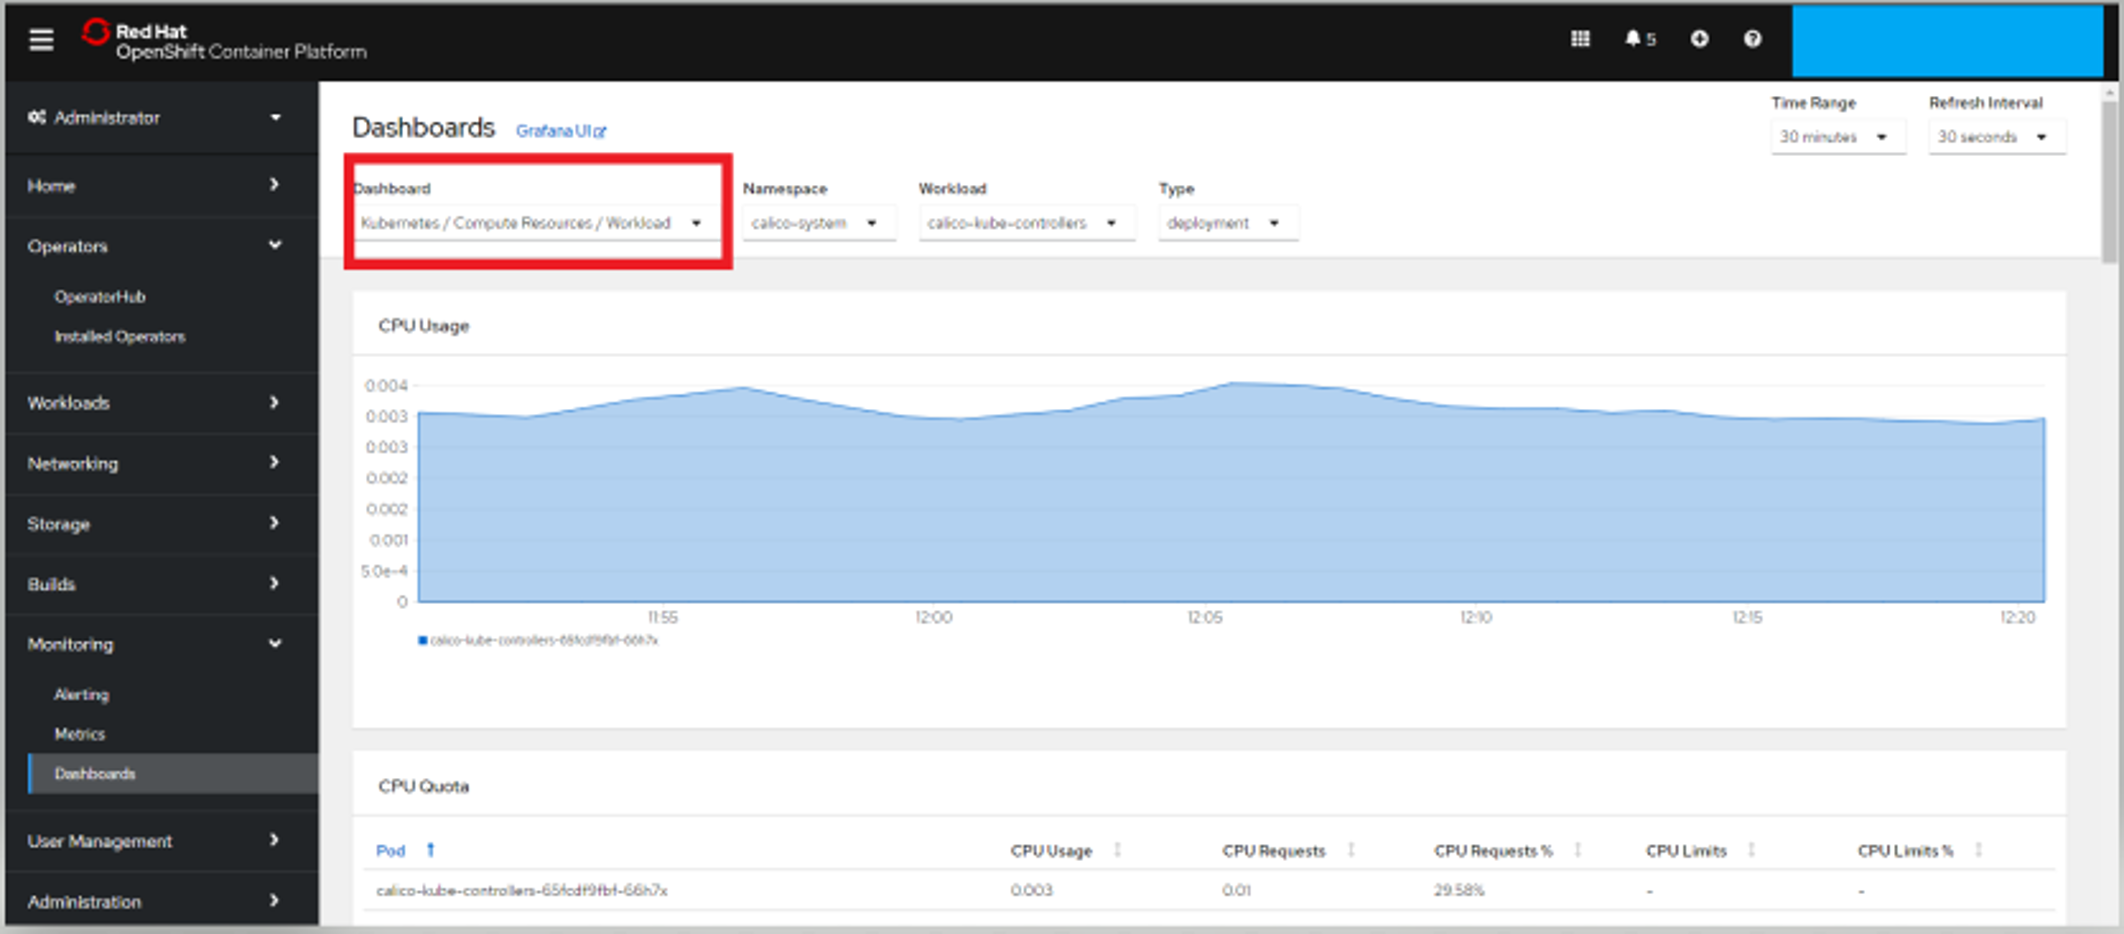 Red Hat
OpenShift Container Platform
5
Administrator
Home
Operators
OperatorHub
Installed Operators
Workloads
Networking
Storage
Builds
Monitoring
Alerting
Metrics
Dashboards
User Management
Administration
Dashboards Grafana UI
Time Range Refresh Interval
30 minutes 30 seconds
Dashboard Namespace Workload Type
Kubernetes / Compute Resources / Workload calico-system calico-kube-controllers deployment
CPU Usage
0.004
0.003
0.003
0.002
0.002
0.001
5.0e-4
0
11:55 12:00 12:05 12:10 12:15 12:20
calico-kube-controllers-65fcdf9fbf-66h7x
CPU Quota
Pod CPU Usage CPU Requests CPU Requests % CPU Limits CPU Limits %
calico-kube-controllers-65fcdf9fbf-66h7x 0.003 0.01 29.58% - -